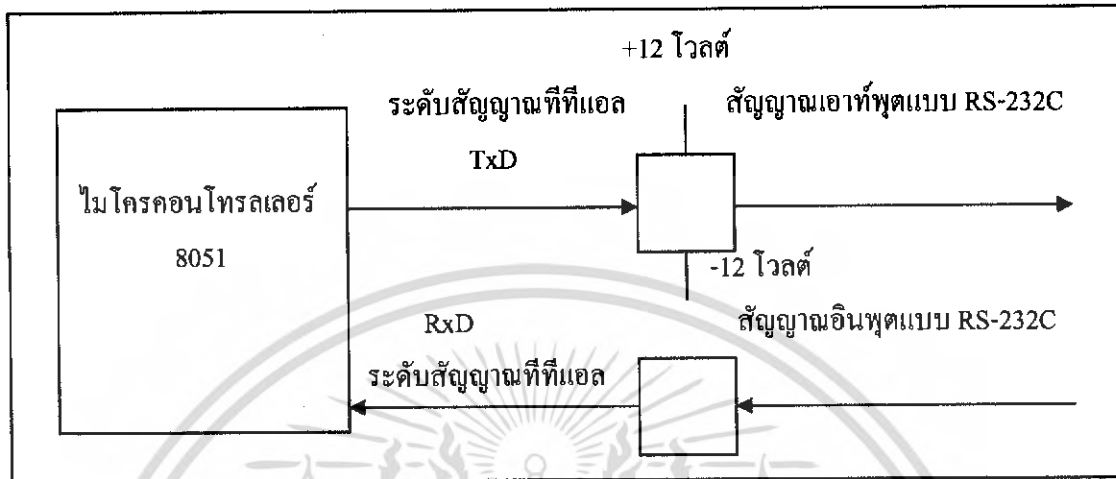 +12 โวลต์
ระดับสัญญาณทีทีแอล
สัญญาณเอาท์พุตแบบ RS-232C
TxD
ไมโครคอนโทรลเลอร์
8051
-12 โวลต์
RxD
สัญญาณอินพุตแบบ RS-232C
ระดับสัญญาณทีทีแอล